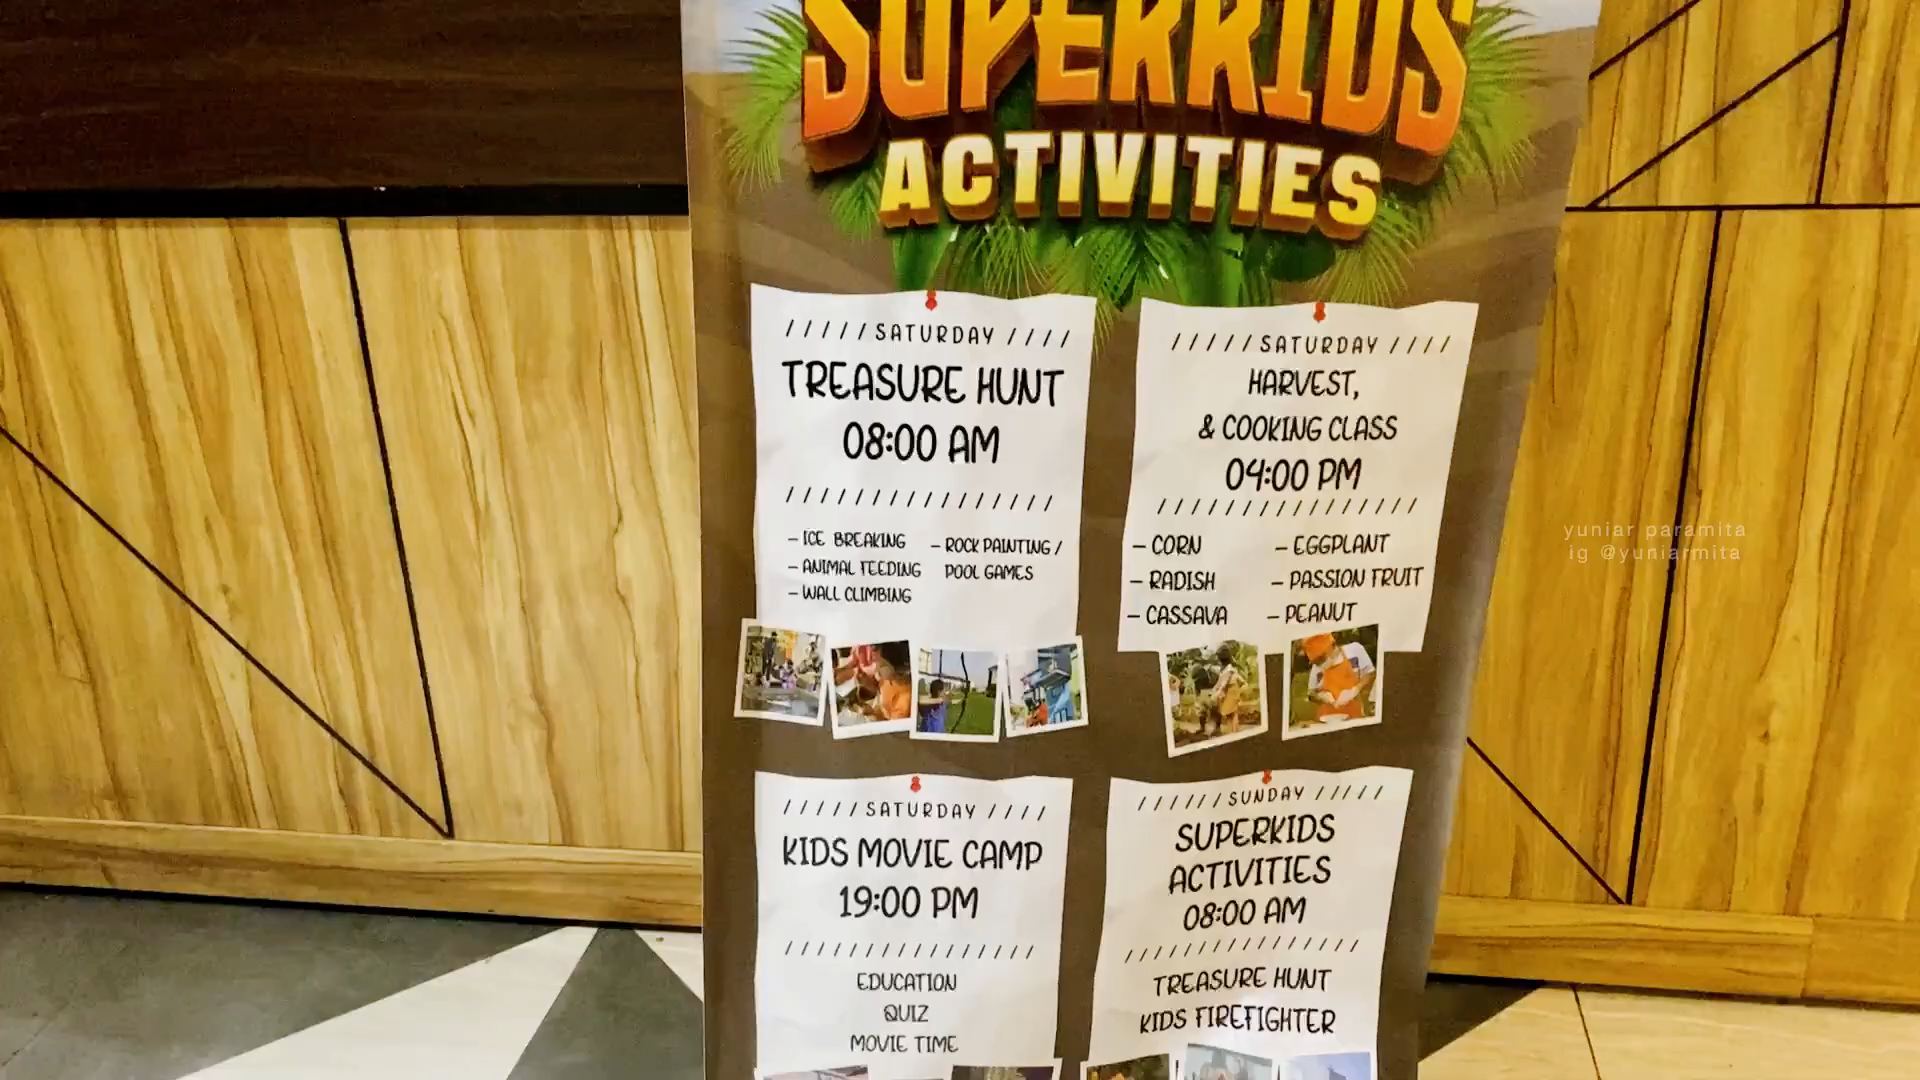 SUPERKIDS
ACTIVITIES
///// SATURDAY ////
TREASURE HUNT
08:00 AM
////////////////
– ICE BREAKING
– ANIMAL FEEDING
– WALL CLIMBING
– ROCK PAINTING /
POOL GAMES
///// SATURDAY ////
HARVEST,
& COOKING CLASS
04:00 PM
////////////////
– CORN
– RADISH
– CASSAVA
– EGGPLANT
– PASSION FRUIT
– PEANUT
///// SATURDAY ////
KIDS MOVIE CAMP
19:00 PM
////////////////
EDUCATION
QUIZ
MOVIE TIME
////// SUNDAY /////
SUPERKIDS
ACTIVITIES
08:00 AM
////////////////
TREASURE HUNT
KIDS FIREFIGHTER
yuniar paramita
ig @yuniarmita